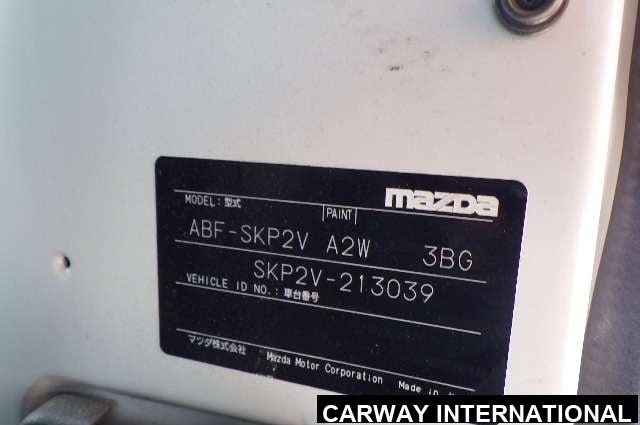 mazda
MODEL: 型式 PAINT
ABF-SKP2V A2W 3BG
SKP2V-213039
VEHICLE ID NO.: 車台番号
マツダ株式会社 Mazda Motor Corporation Made in
CARWAY INTERNATIONAL